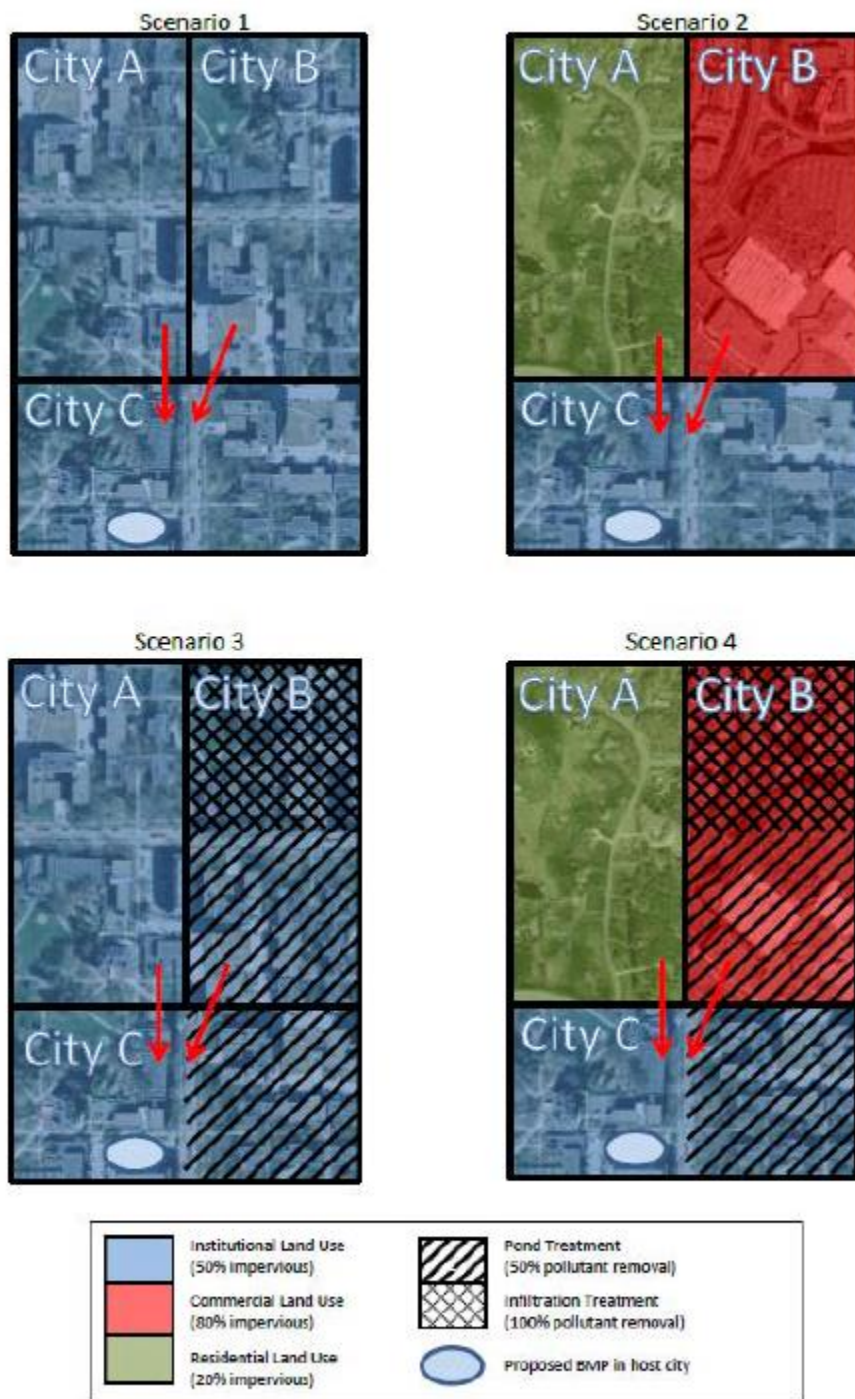 Scenario 1
Scenario 2
City A
City B
City A
City B
City C
City C
Scenario 3
Scenario 4
City A
City B
City A
City B
City C
City C
Institutional Land Use
(50% impervious)
Commercial Land Use
(80% impervious)
Residential Land Use
(20% impervious)
Pond Treatment
(50% pollutant removal)
Infiltration Treatment
(100% pollutant removal)
Proposed BMP in host city